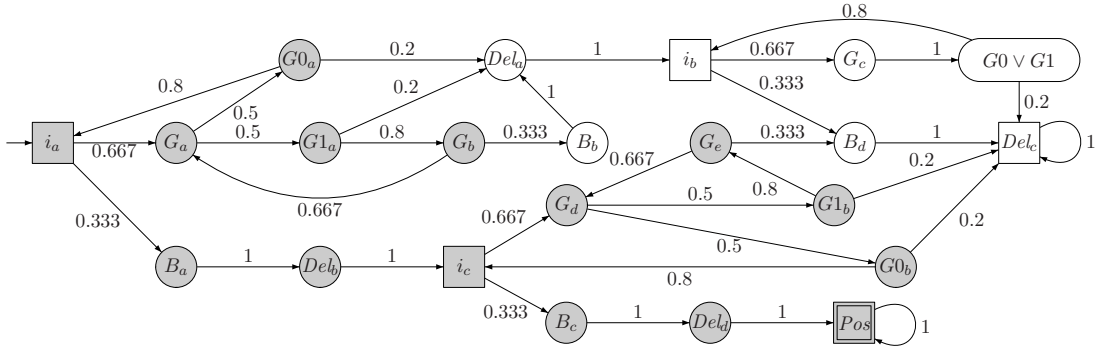 0.8
G0a 0.2 Dela 1 ib 0.667 Gc 1 G0 ∨ G1
0.8 0.2 0.333 0.2
0.5 1
ia 0.667 Ga 0.5 G1a 0.8 Gb 0.333 Bb Ge 0.333 Bd 1 Delc 1
0.667 0.8 0.2
0.667 Gd 0.5 G1b
0.333 0.667 0.5 0.2
Ba 1 Delb 1 ic 0.8 G0b
0.333 Bc 1 Deld 1 Pos 1